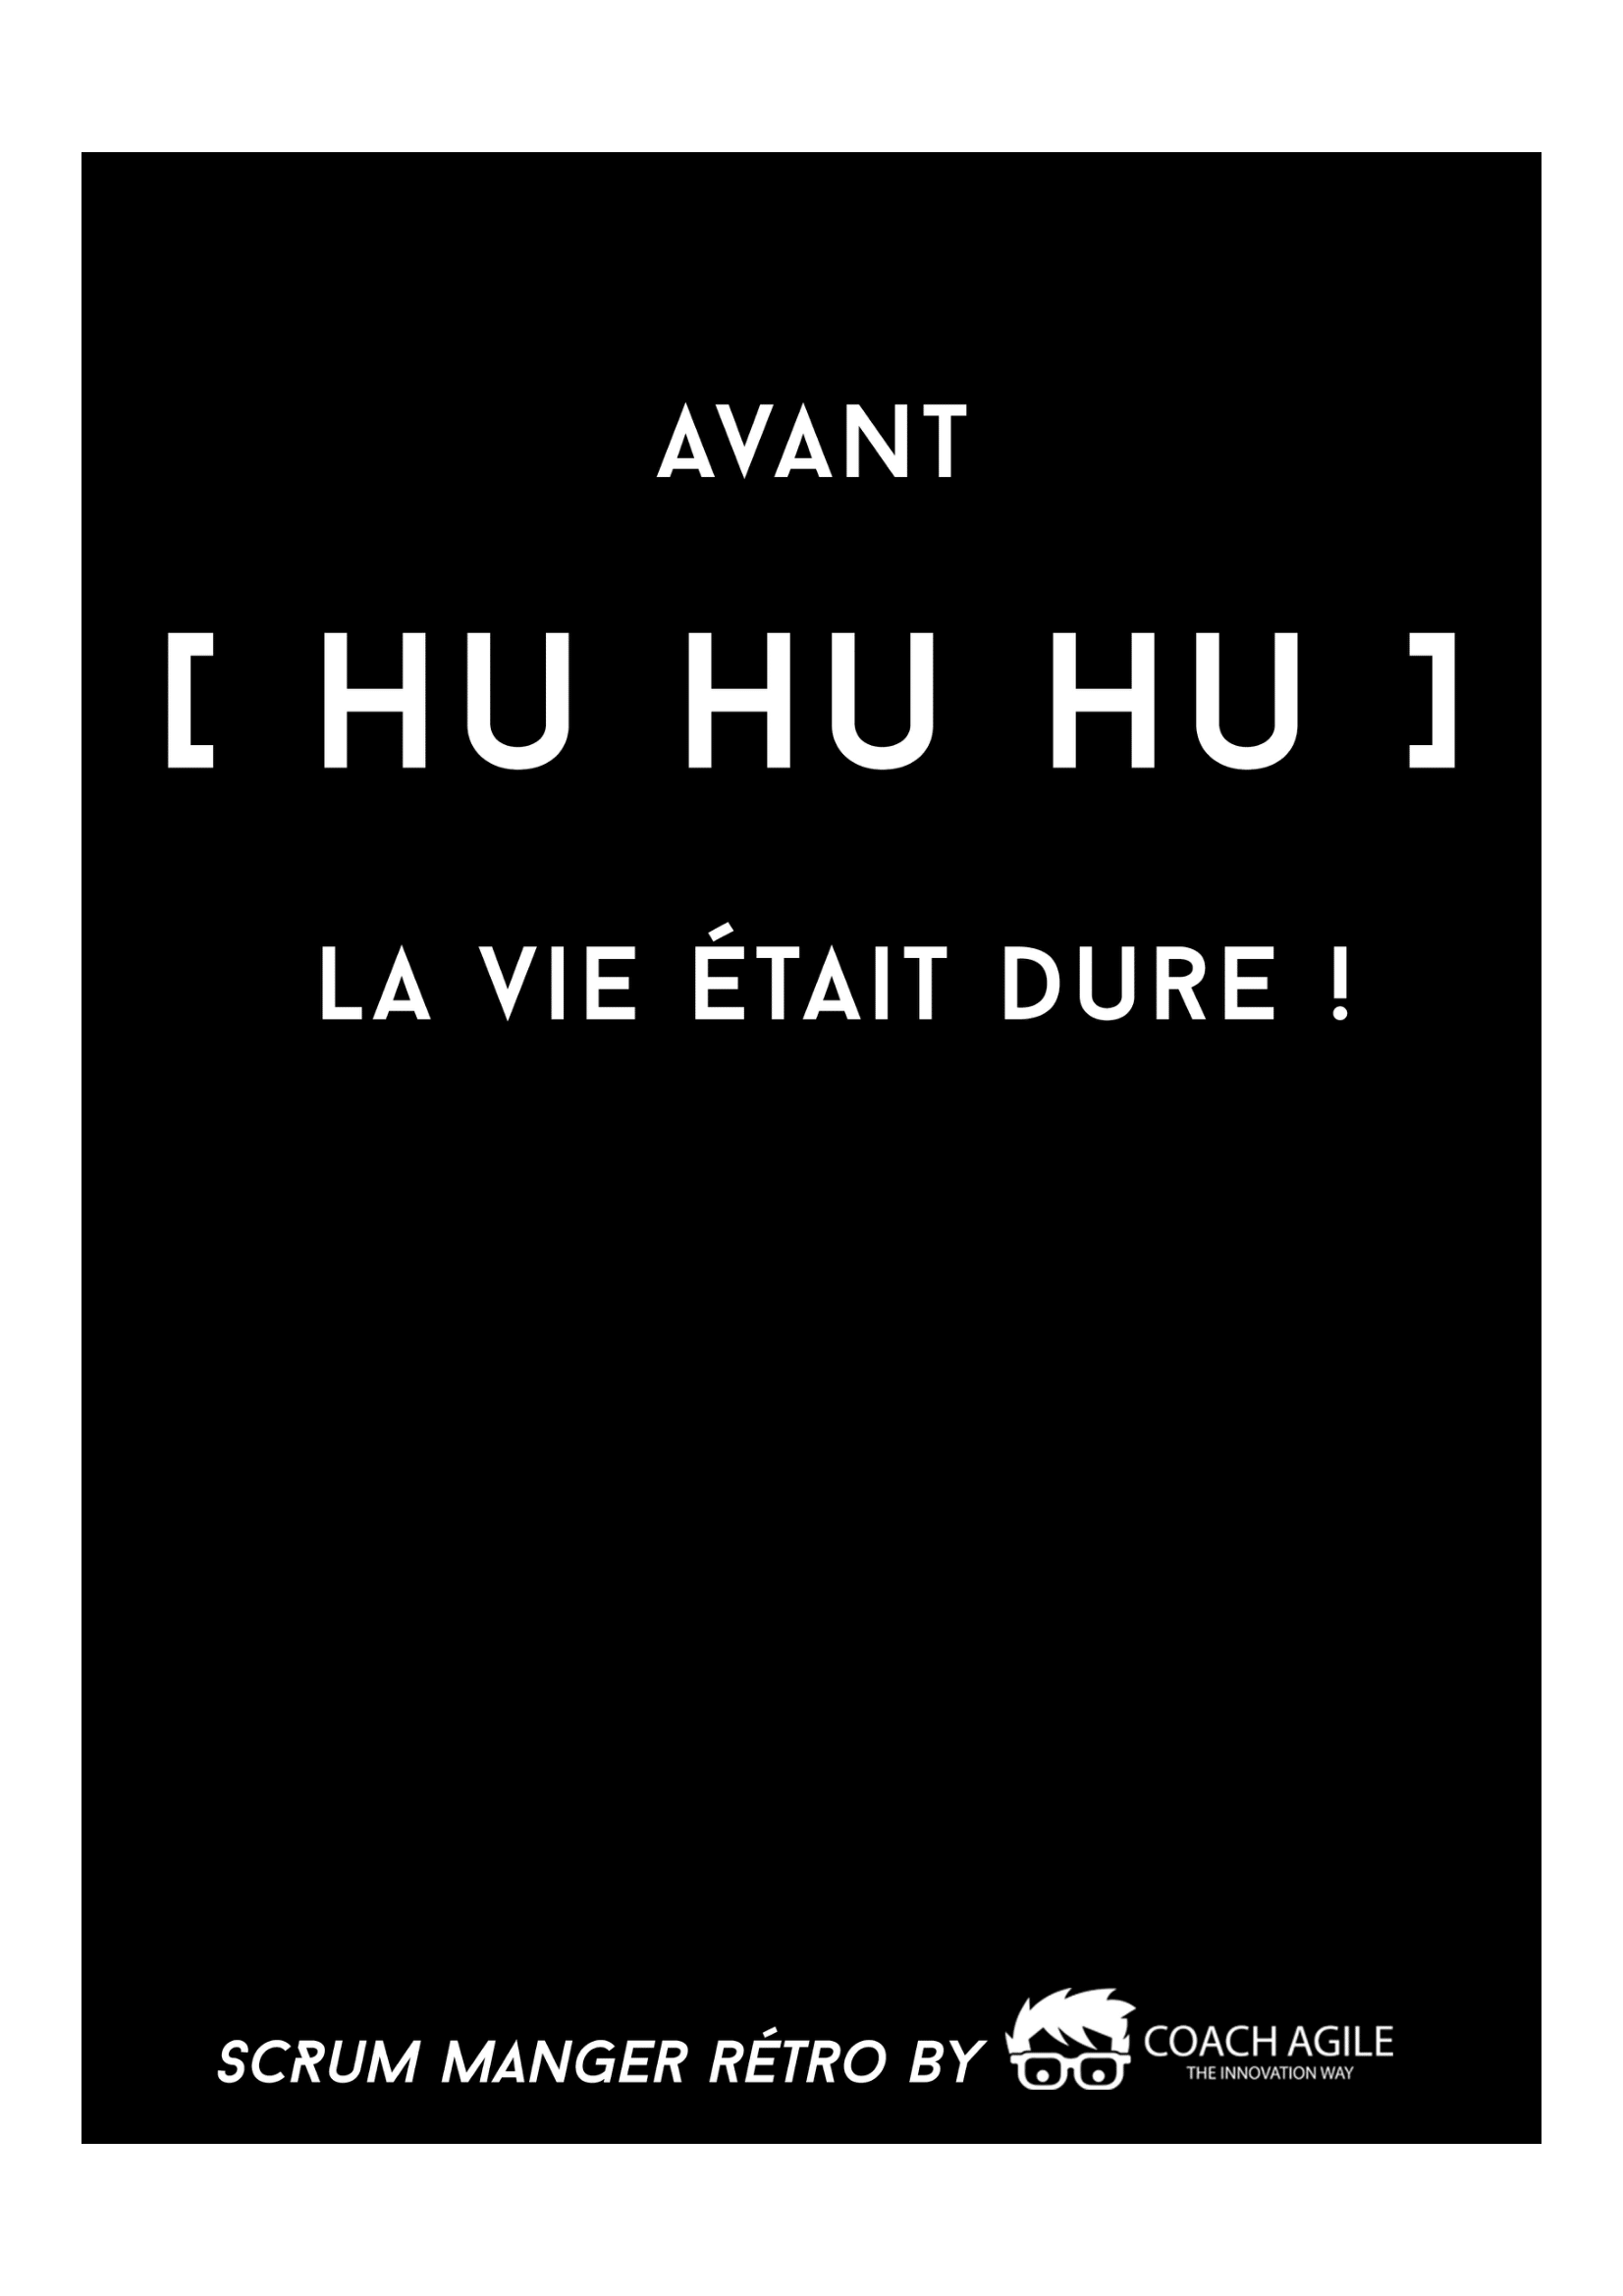 AVANT
[ HU HU HU ]
LA VIE ÉTAIT DURE !
SCRUM MANGER RÉTRO BY
COACH AGILE
THE INNOVATION WAY